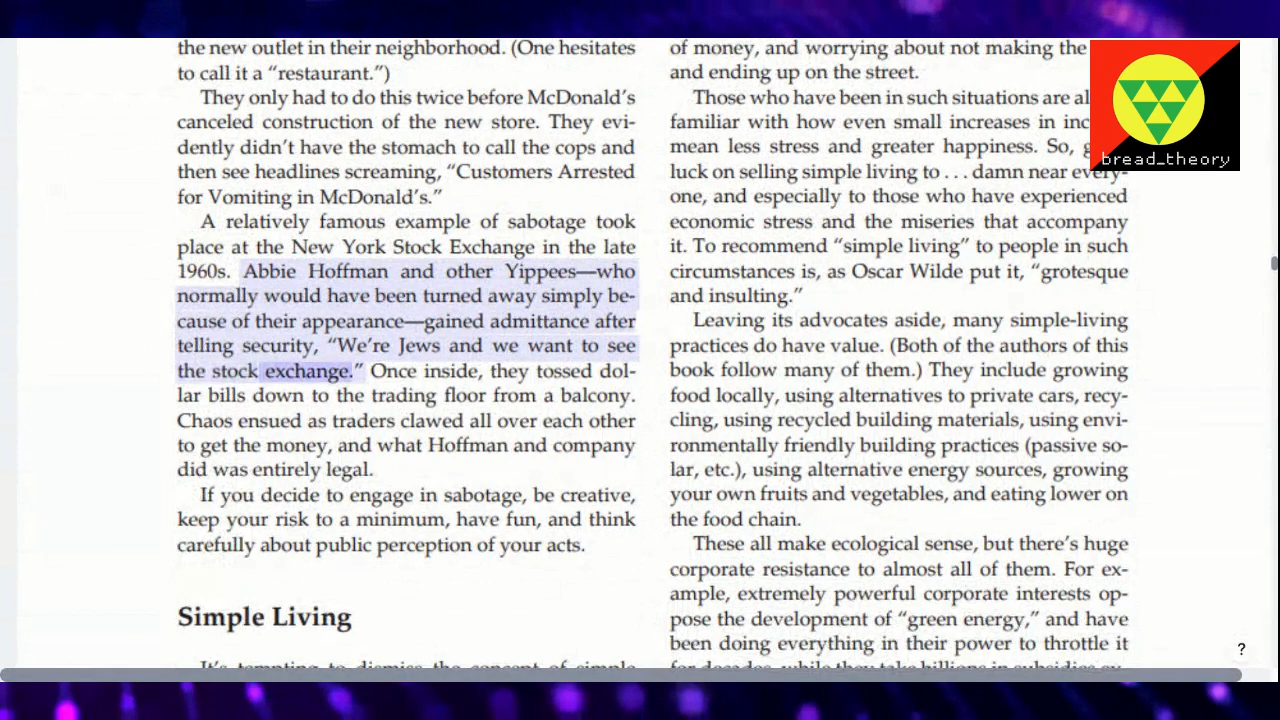 the new outlet in their neighborhood. (One hesitates
to call it a “restaurant.”)
They only had to do this twice before McDonald’s
canceled construction of the new store. They evi-
dently didn’t have the stomach to call the cops and
then see headlines screaming, “Customers Arrested
for Vomiting in McDonald’s.”
A relatively famous example of sabotage took
place at the New York Stock Exchange in the late
1960s. Abbie Hoffman and other Yippees—who
normally would have been turned away simply be-
cause of their appearance—gained admittance after
telling security, “We’re Jews and we want to see
the stock exchange.” Once inside, they tossed dol-
lar bills down to the trading floor from a balcony.
Chaos ensued as traders clawed all over each other
to get the money, and what Hoffman and company
did was entirely legal.
If you decide to engage in sabotage, be creative,
keep your risk to a minimum, have fun, and think
carefully about public perception of your acts.
Simple Living
It’s tempting to dismiss the concept of simple
of money, and worrying about not making the
and ending up on the street.
Those who have been in such situations are
familiar with how even small increases in
mean less stress and greater happiness. So,
luck on selling simple living to . . . damn near every-
one, and especially to those who have experienced
economic stress and the miseries that accompany
it. To recommend “simple living” to people in such
circumstances is, as Oscar Wilde put it, “grotesque
and insulting.”
Leaving its advocates aside, many simple-living
practices do have value. (Both of the authors of this
book follow many of them.) They include growing
food locally, using alternatives to private cars, recy-
cling, using recycled building materials, using envi-
ronmentally friendly building practices (passive so-
lar, etc.), using alternative energy sources, growing
your own fruits and vegetables, and eating lower on
the food chain.
These all make ecological sense, but there’s huge
corporate resistance to almost all of them. For ex-
ample, extremely powerful corporate interests op-
pose the development of “green energy,” and have
been doing everything in their power to throttle it
for decades, while they take billions in subsidies
bread_theory
?